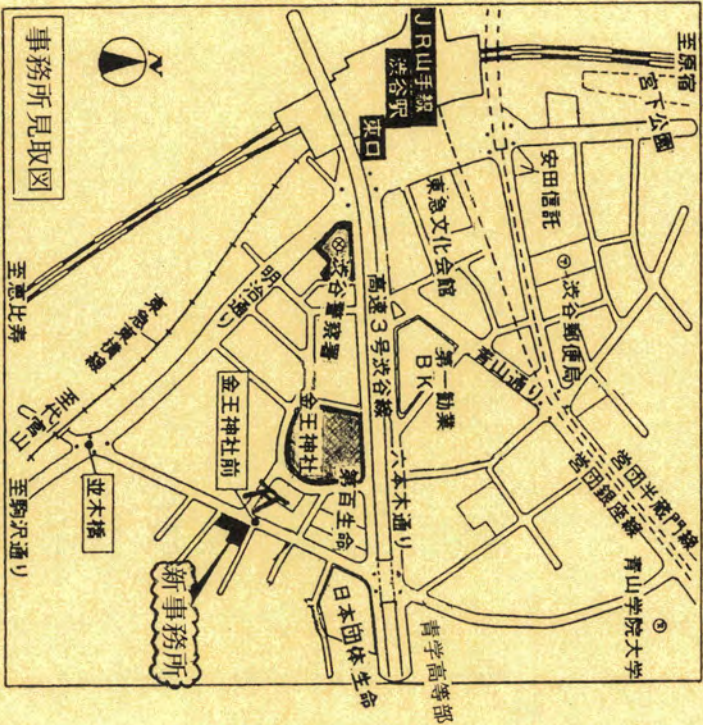 事務所見取図
N
至原宿
宮下公園
JR山手線
渋谷駅
東口
安田信託
〶渋谷郵便局
東急文化会館
青山通り
第一勧業
BK
高速3号渋谷線
六本木通り
渋谷警察署
明治通り
東急東横線
至恵比寿
至代官山
金王神社
金王神社前
第百生命
並木橋
至駒沢通り
新事務所
日本団体生命
青学高等部
青山学院大学
営団半蔵門線
営団銀座線